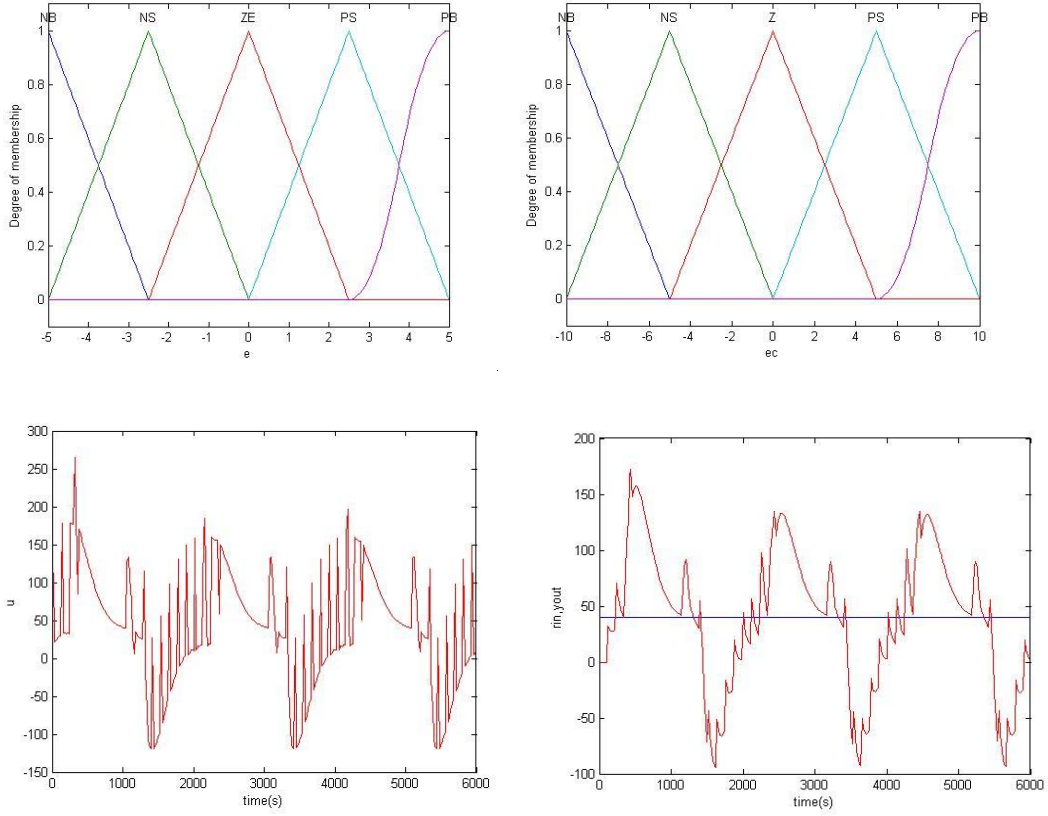 NB NS ZE PS PB
1
0.8
0.6
0.4
0.2
0
Degree of membership
-5 -4 -3 -2 -1 0 1 2 3 4 5
e
NB NS Z PS PB
1
0.8
0.6
0.4
0.2
0
Degree of membership
-10 -8 -6 -4 -2 0 2 4 6 8 10
ec
300
250
200
150
100
50
0
-50
-100
-150
u
0 1000 2000 3000 4000 5000 6000
time(s)
200
150
100
50
0
-50
-100
rin,yout
0 1000 2000 3000 4000 5000 6000
time(s)